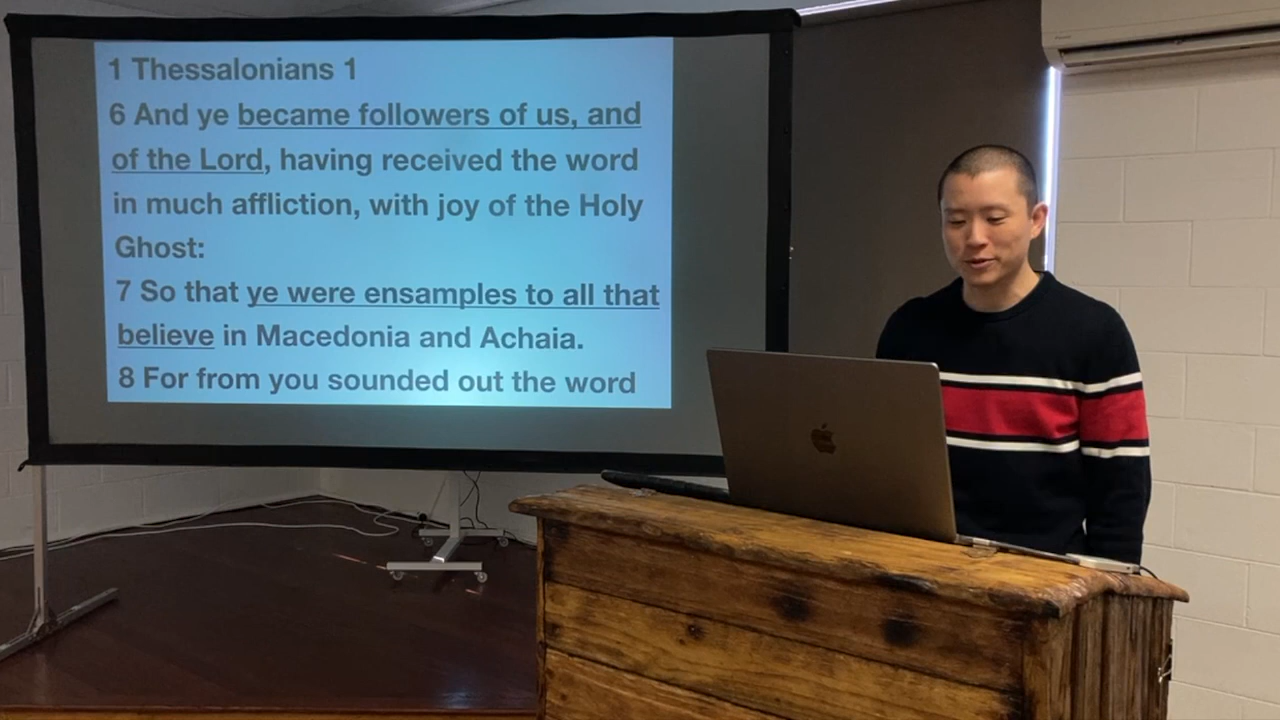 1 Thessalonians 1
6 And ye became followers of us, and
of the Lord, having received the word
in much affliction, with joy of the Holy
Ghost:
7 So that ye were ensamples to all that
believe in Macedonia and Achaia.
8 For from you sounded out the word